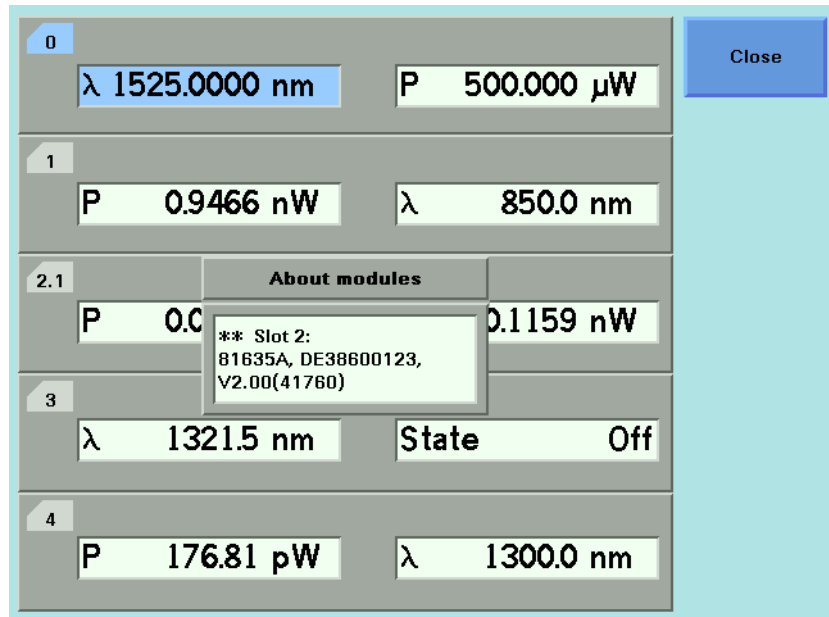 0
Close
λ 1525.0000 nm P 500.000 µW
1
P 0.9466 nW λ 850.0 nm
2.1
About modules
P 0.1159 nW
** Slot 2:
81635A, DE38600123,
V2.00(41760)
3
λ 1321.5 nm State Off
4
P 176.81 pW λ 1300.0 nm